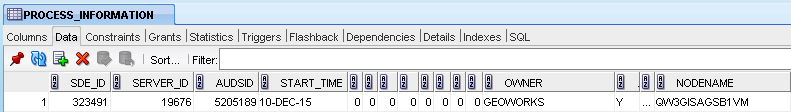 PROCESS_INFORMATION
Columns Data Constraints Grants Statistics Triggers Flashback Dependencies Details Indexes SQL
Sort... Filter:
SDE_ID SERVER_ID AUDSID START_TIME OWNER NODENAME
1 323491 19676 5205189 10-DEC-15 0 0 0 0 0 0 0 0 GEOWORKS Y ... QW3GISAGSB1VM